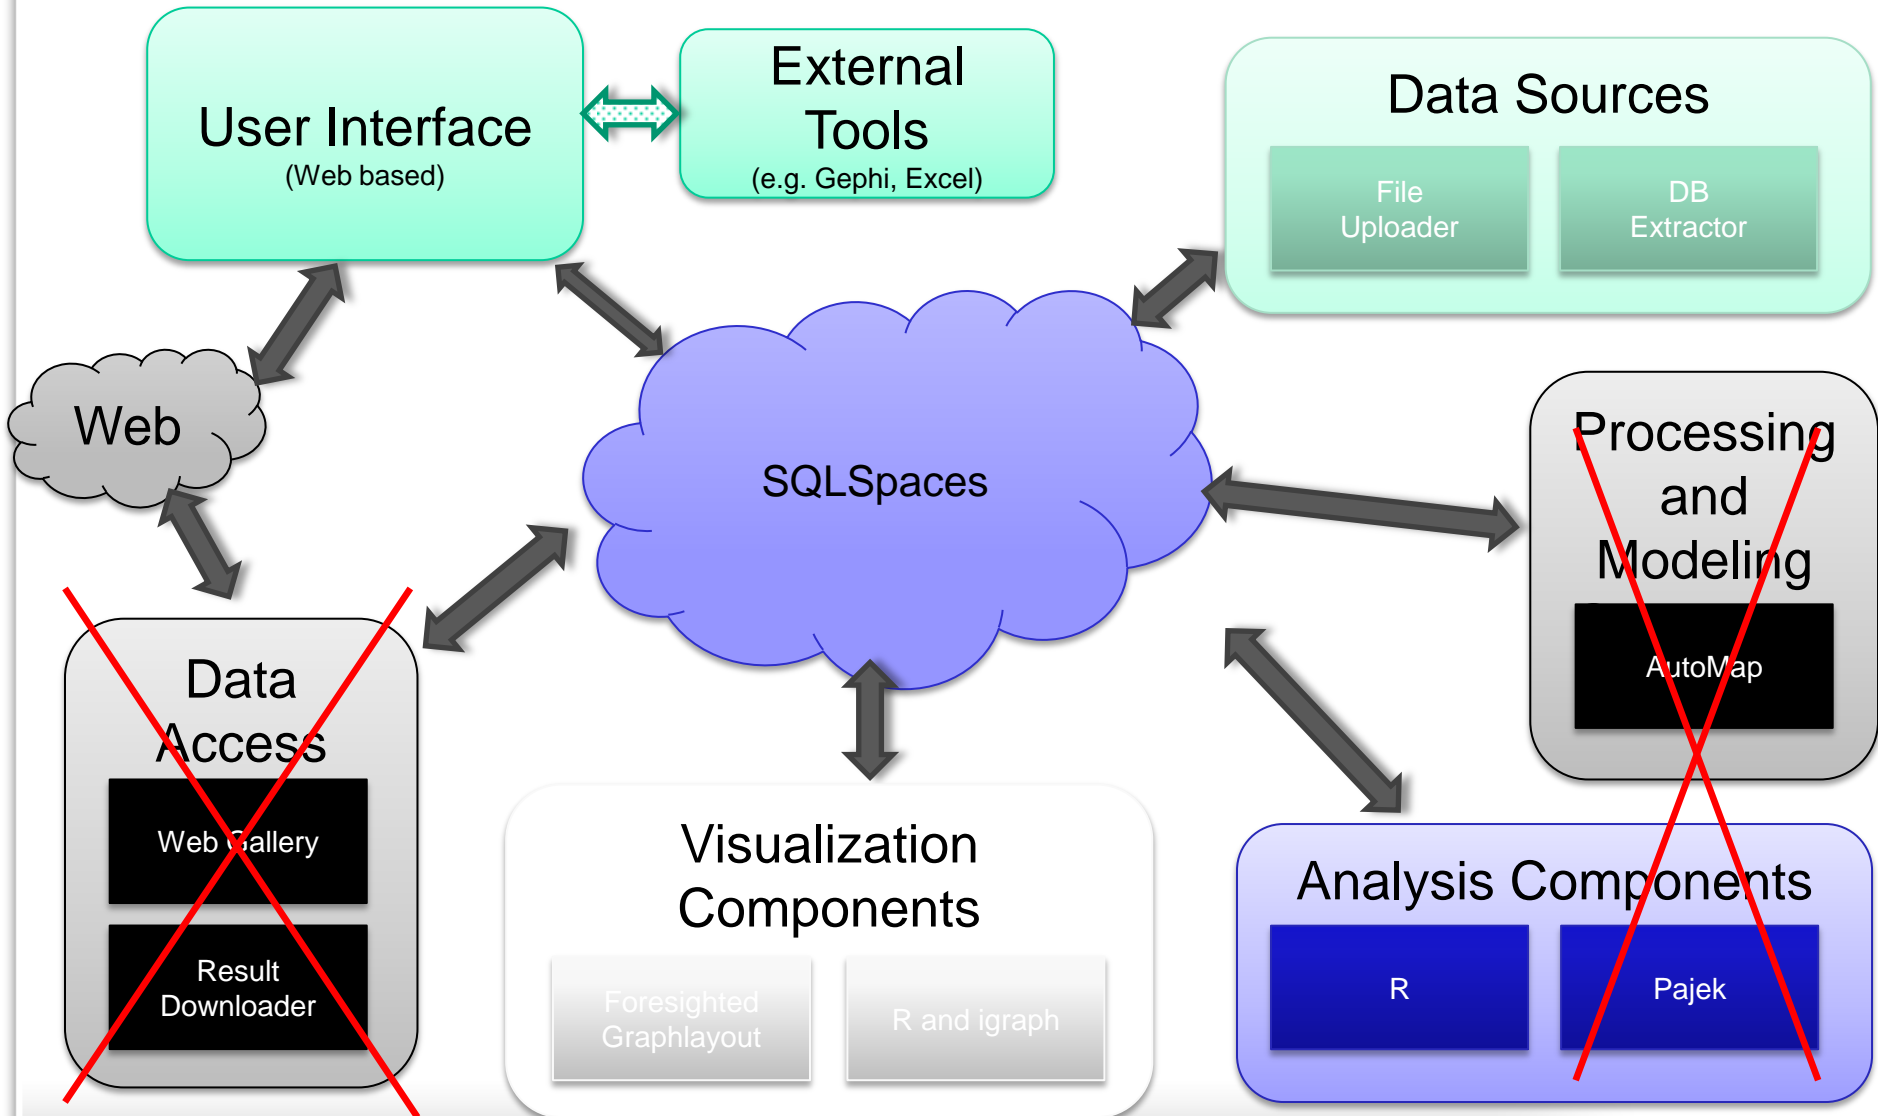 User Interface
(Web based)
External
Tools
(e.g. Gephi, Excel)
Data Sources
File
Uploader
DB
Extractor
Web
SQLSpaces
Processing
and
Modeling
AutoMap
Data
Access
Web Gallery
Result
Downloader
Visualization
Components
Foresighted
Graphlayout
R and igraph
Analysis Components
R
Pajek